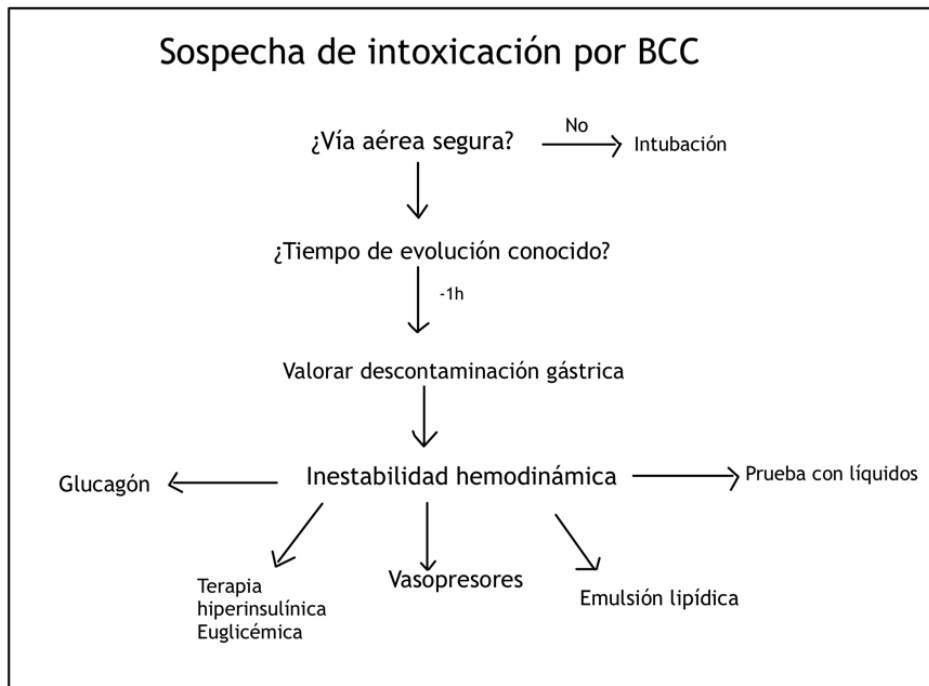 Sospecha de intoxicación por BCC
¿Vía aérea segura?
No
Intubación
¿Tiempo de evolución conocido?
-1h
Valorar descontaminación gástrica
Glucagón
Inestabilidad hemodinámica
Prueba con líquidos
Terapia
hiperinsulínica
Euglicémica
Vasopresores
Emulsión lipídica